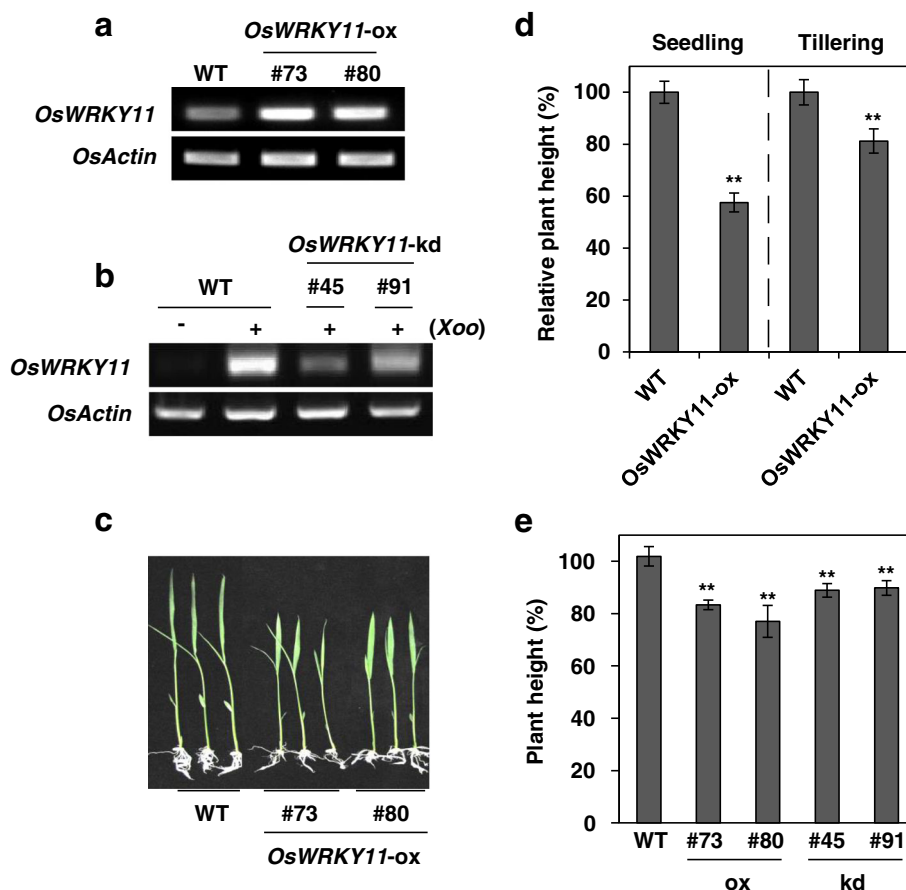 a
OsWRKY11-ox
WT #73 #80
OsWRKY11
OsActin
b
OsWRKY11-kd
WT #45 #91
- + + + (Xoo)
OsWRKY11
OsActin
c
WT #73 #80
OsWRKY11-ox
d
Seedling Tillering
Relative plant height (%)
100
80
60
40
20
0
** **
WT OsWRKY11-ox WT OsWRKY11-ox
e
Plant height (%)
100
80
60
80
20
0
** ** ** **
WT #73 #80 #45 #91
ox kd